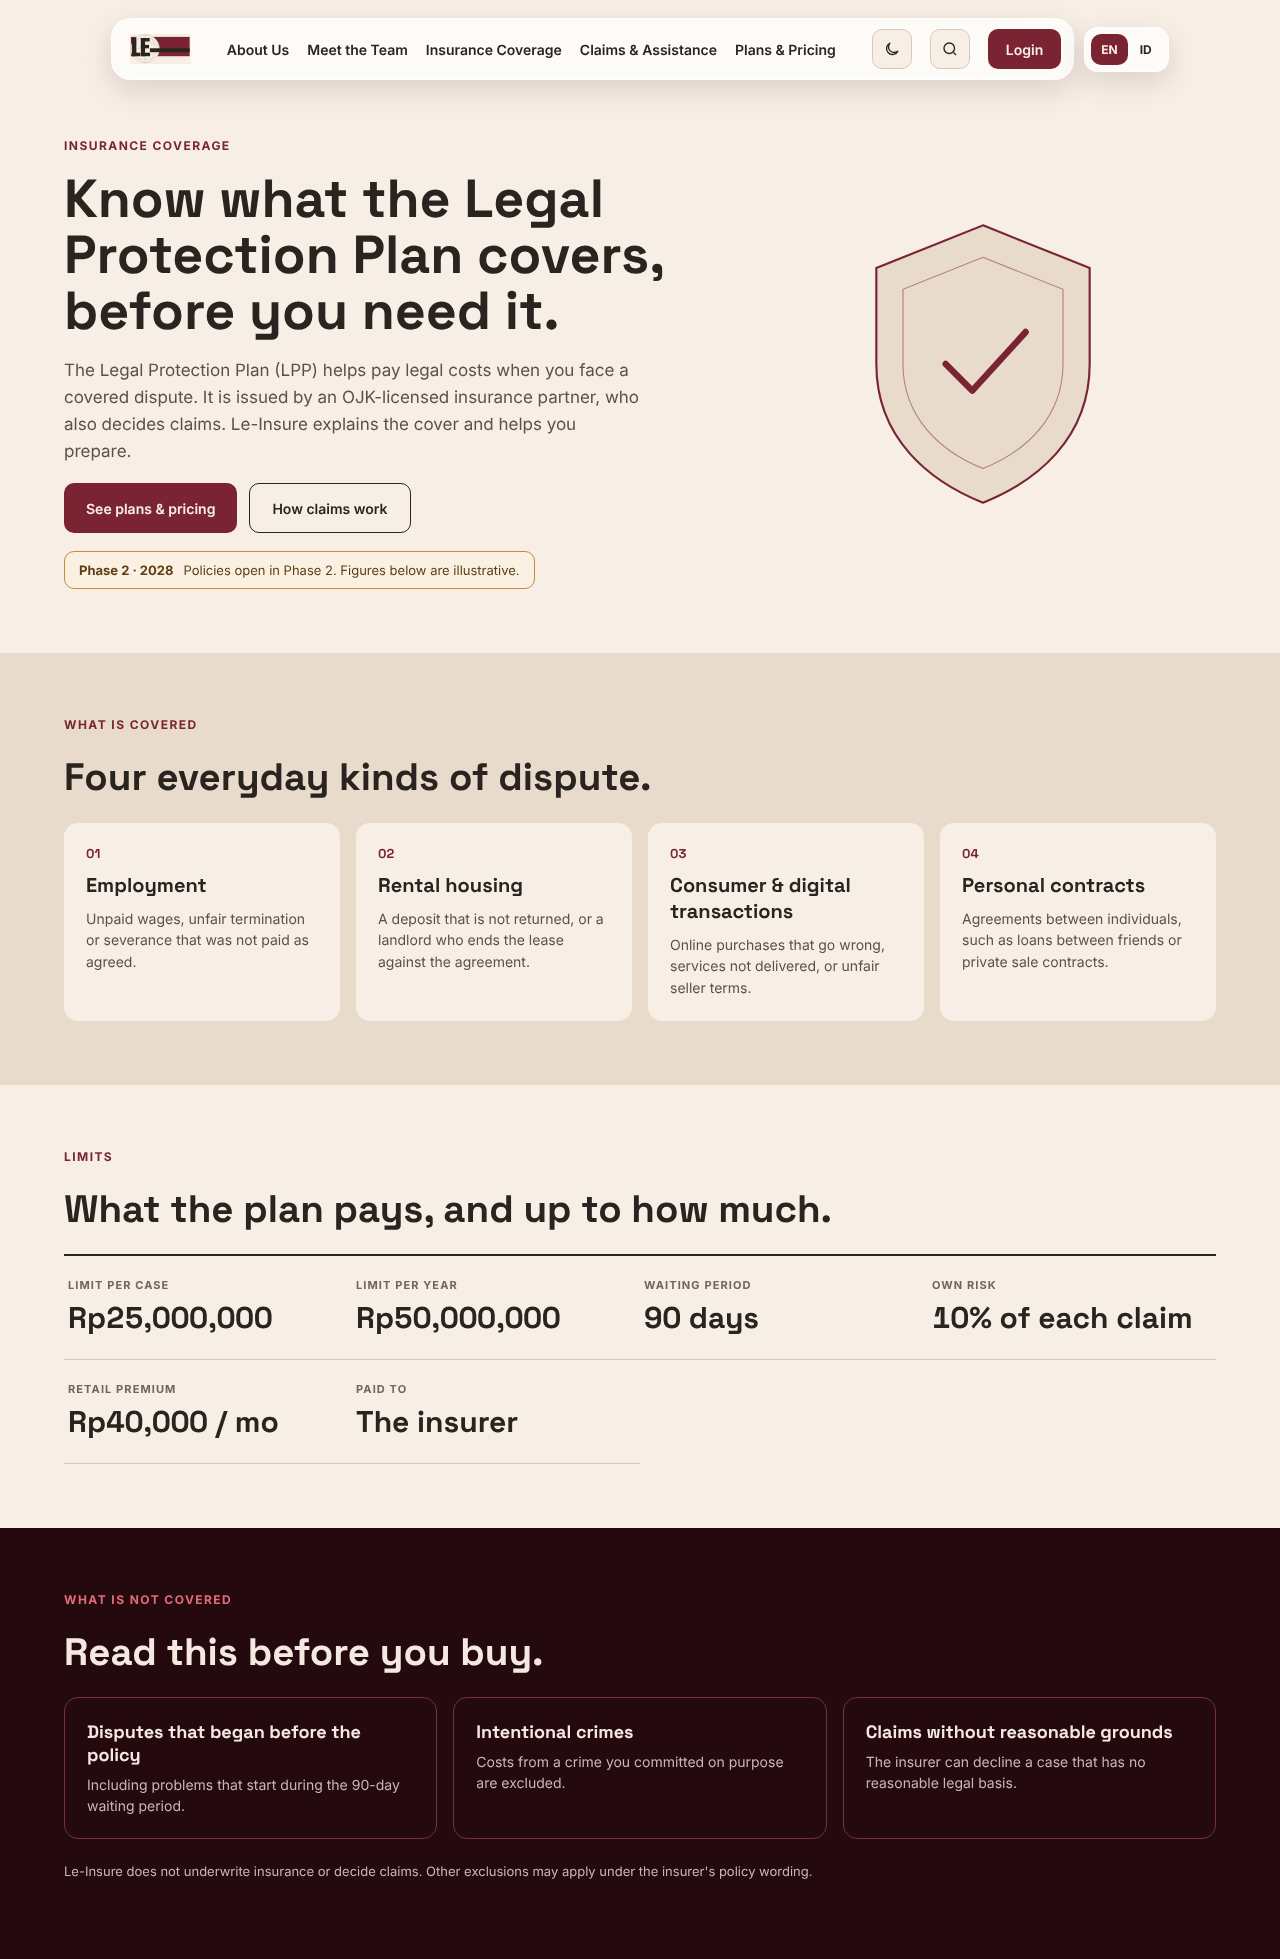 LE
About Us
Meet the Team
Insurance Coverage
Claims & Assistance
Plans & Pricing
Login
EN
ID
INSURANCE COVERAGE
Know what the Legal
Protection Plan covers,
before you need it.
The Legal Protection Plan (LPP) helps pay legal costs when you face a
covered dispute. It is issued by an OJK-licensed insurance partner, who
also decides claims. Le-Insure explains the cover and helps you
prepare.
See plans & pricing
How claims work
Phase 2 · 2028 Policies open in Phase 2. Figures below are illustrative.
WHAT IS COVERED
Four everyday kinds of dispute.
01
Employment
Unpaid wages, unfair termination
or severance that was not paid as
agreed.
02
Rental housing
A deposit that is not returned, or a
landlord who ends the lease
against the agreement.
03
Consumer & digital
transactions
Online purchases that go wrong,
services not delivered, or unfair
seller terms.
04
Personal contracts
Agreements between individuals,
such as loans between friends or
private sale contracts.
LIMITS
What the plan pays, and up to how much.
LIMIT PER CASE
Rp25,000,000
LIMIT PER YEAR
Rp50,000,000
WAITING PERIOD
90 days
OWN RISK
10% of each claim
RETAIL PREMIUM
Rp40,000 / mo
PAID TO
The insurer
WHAT IS NOT COVERED
Read this before you buy.
Disputes that began before the
policy
Including problems that start during the 90-day
waiting period.
Intentional crimes
Costs from a crime you committed on purpose
are excluded.
Claims without reasonable grounds
The insurer can decline a case that has no
reasonable legal basis.
Le-Insure does not underwrite insurance or decide claims. Other exclusions may apply under the insurer's policy wording.